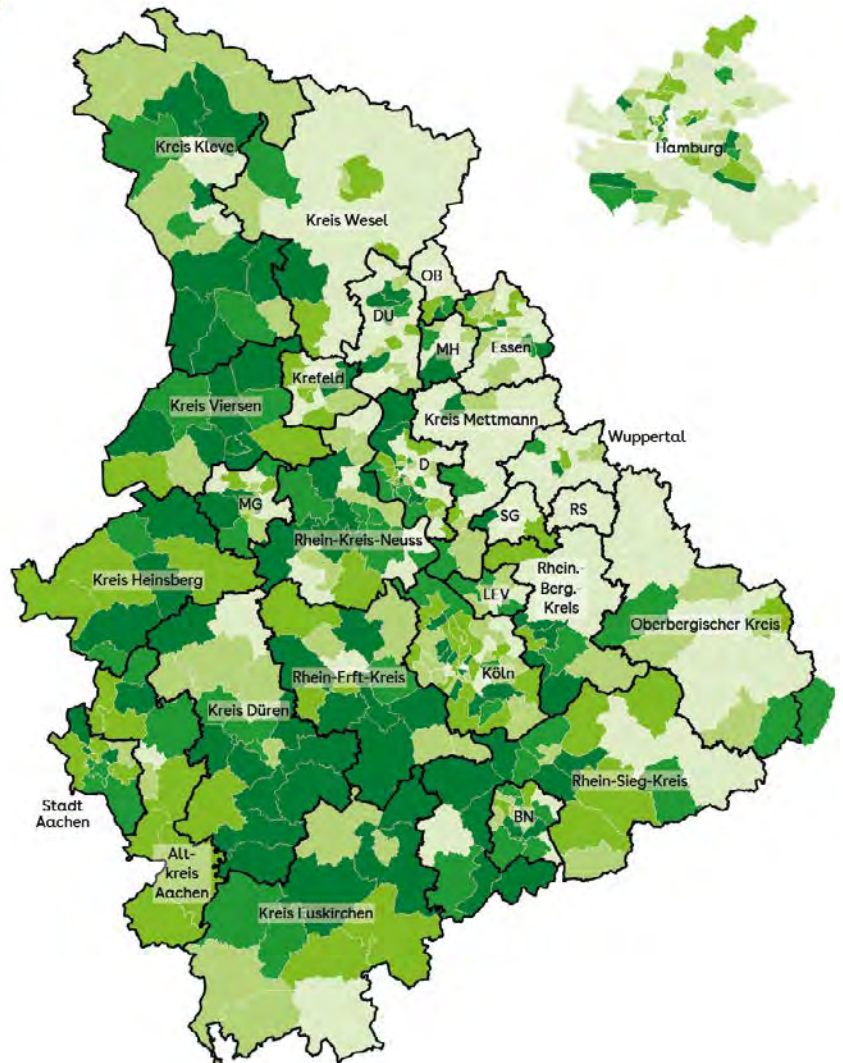 Hamburg
Kreis Kleve
Kreis Wesel
OB
DU
MH
Essen
Krefeld
Kreis Viersen
Kreis Mettmann
Wuppertal
D
MG
SG
RS
Rhein-Kreis-Neuss
Kreis Heinsberg
LEV
Rhein.-
Berg.
Kreis
Oberbergischer Kreis
Köln
Rhein-Erft-Kreis
Kreis Düren
Rhein-Sieg-Kreis
Stadt
Aachen
BN
Alt-
kreis
Aachen
Kreis Euskirchen